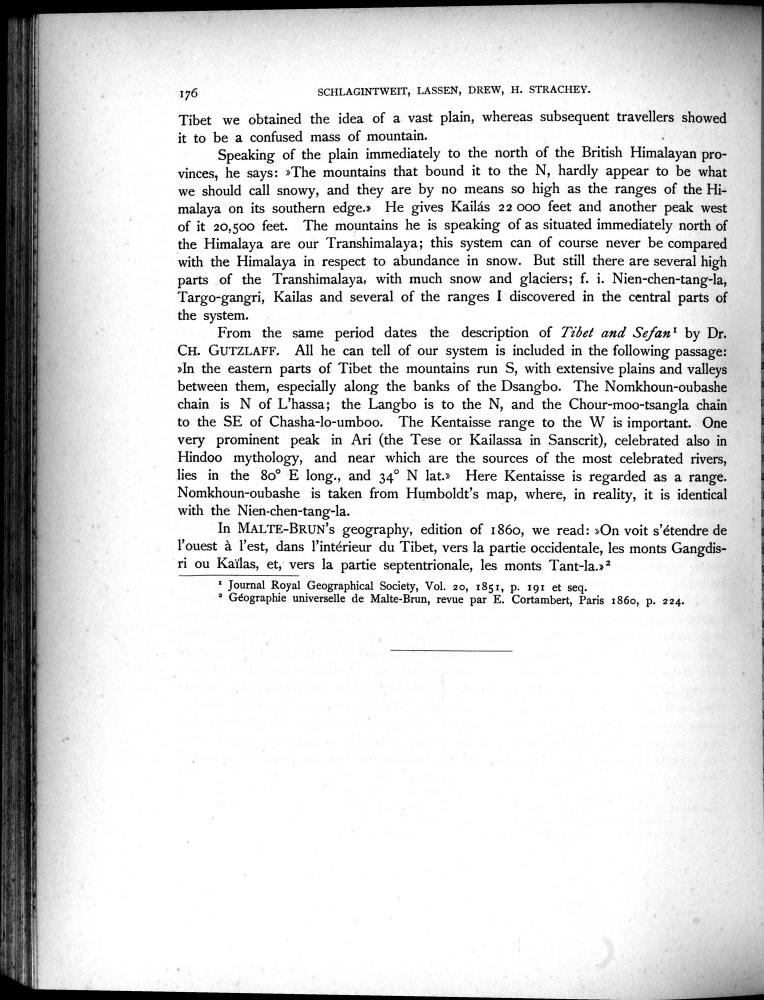 176
SCHLAGINTWEIT, LASSEN, DREW, H. STRACHEY.
Tibet we obtained the idea of a vast plain, whereas subsequent travellers showed
it to be a confused mass of mountain.
Speaking of the plain immediately to the north of the British Himalayan pro-
vinces, he says: »The mountains that bound it to the N, hardly appear to be what
we should call snowy, and they are by no means so high as the ranges of the Hi-
malaya on its southern edge.» He gives Kailás 22 000 feet and another peak west
of it 20,500 feet. The mountains he is speaking of as situated immediately north of
the Himalaya are our Transhimalaya; this system can of course never be compared
with the Himalaya in respect to abundance in snow. But still there are several high
parts of the Transhimalaya, with much snow and glaciers; f. i. Nien-chen-tang-la,
Targo-gangri, Kailas and several of the ranges I discovered in the central parts of
the system.
From the same period dates the description of Tibet and Sefan¹ by Dr.
CH. GUTZLAFF. All he can tell of our system is included in the following passage:
»In the eastern parts of Tibet the mountains run S, with extensive plains and valleys
between them, especially along the banks of the Dsangbo. The Nomkhoun-oubashe
chain is N of L'hassa; the Langbo is to the N, and the Chour-moo-tsangla chain
to the SE of Chasha-lo-umboo. The Kentaisse range to the W is important. One
very prominent peak in Ari (the Tese or Kailassa in Sanscrit), celebrated also in
Hindoo mythology, and near which are the sources of the most celebrated rivers,
lies in the 80° E long., and 34° N lat.» Here Kentaisse is regarded as a range.
Nomkhoun-oubashe is taken from Humboldt's map, where, in reality, it is identical
with the Nien-chen-tang-la.
In MALTE-BRUN's geography, edition of 1860, we read: »On voit s'étendre de
l'ouest à l'est, dans l'intérieur du Tibet, vers la partie occidentale, les monts Gangdis-
ri ou Kaïlas, et, vers la partie septentrionale, les monts Tant-la.»²
¹ Journal Royal Geographical Society, Vol. 20, 1851, p. 191 et seq.
² Géographie universelle de Malte-Brun, revue par E. Cortambert, Paris 1860, p. 224.